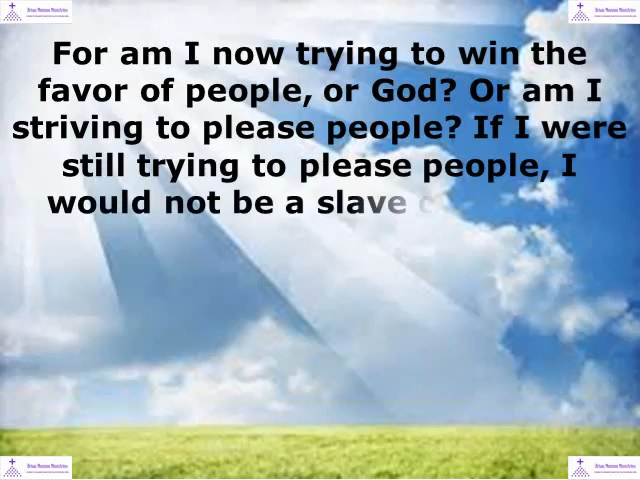 For am I now trying to win the
favor of people, or God? Or am I
striving to please people? If I were
still trying to please people, I
would not be a slave